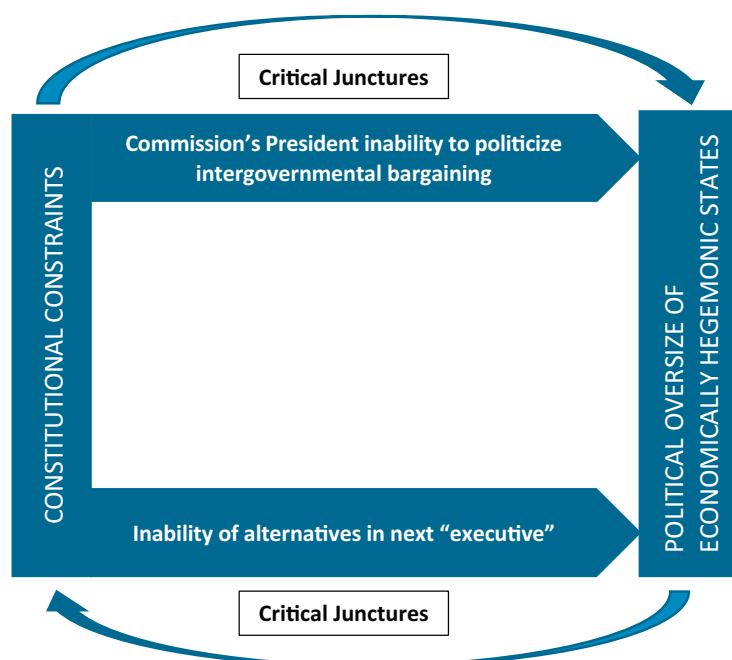 Critical Junctures
CONSTITUTIONAL CONSTRAINTS
Commission’s President inability to politicize
intergovernmental bargaining
Inability of alternatives in next “executive”
POLITICAL OVERSIZE OF
ECONOMICALLY HEGEMONIC STATES
Critical Junctures